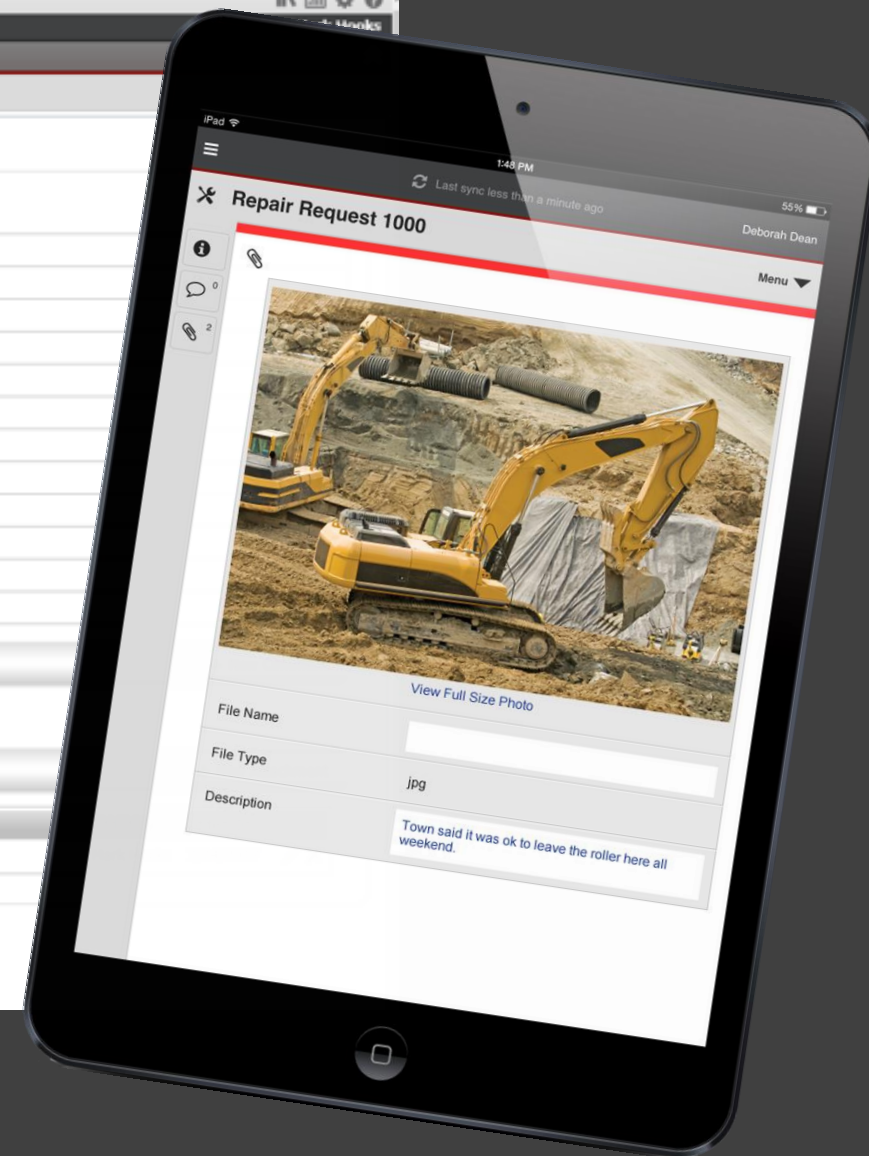 Hooks
iPad
1:48 PM
55%
Last sync less than a minute ago
Deborah Dean
Repair Request 1000
Menu
0
2
View Full Size Photo
File Name
File Type
jpg
Description
Town said it was ok to leave the roller here all
weekend.